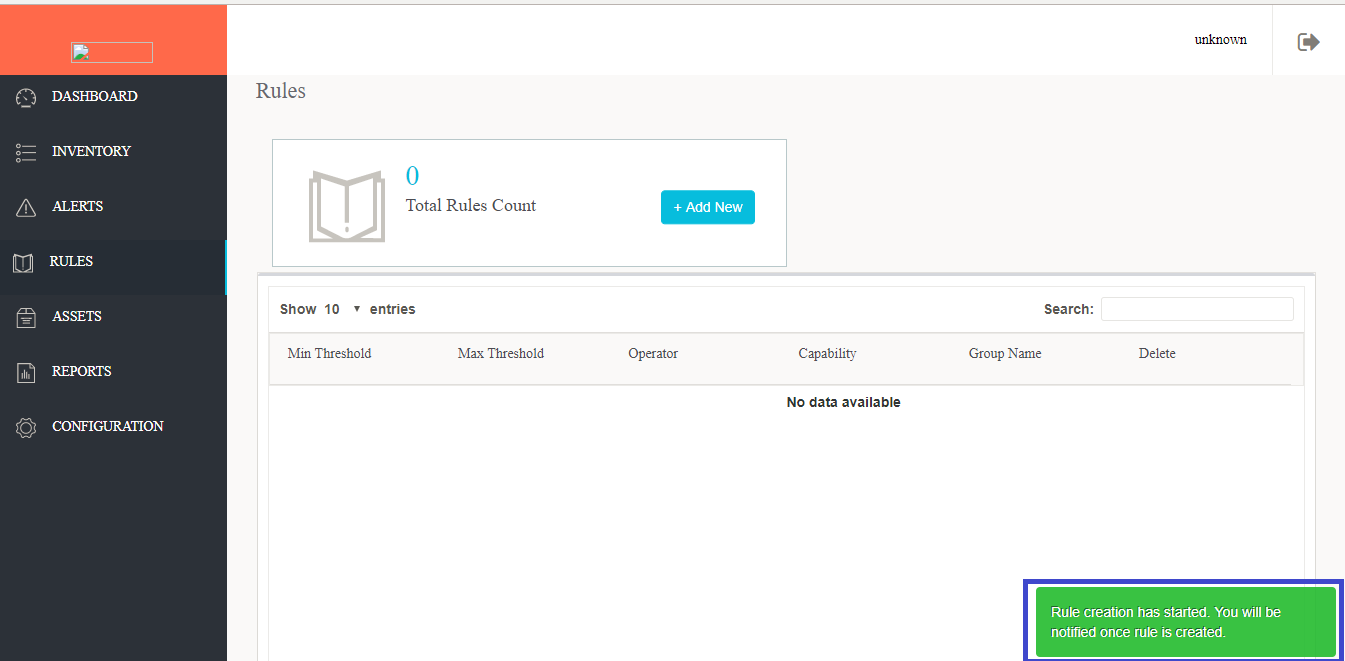 unknown
DASHBOARD
INVENTORY
ALERTS
RULES
ASSETS
REPORTS
CONFIGURATION
Rules
0
Total Rules Count
+ Add New
Show 10 entries
Search:
Min Threshold Max Threshold Operator Capability Group Name Delete
No data available
Rule creation has started. You will be
notified once rule is created.